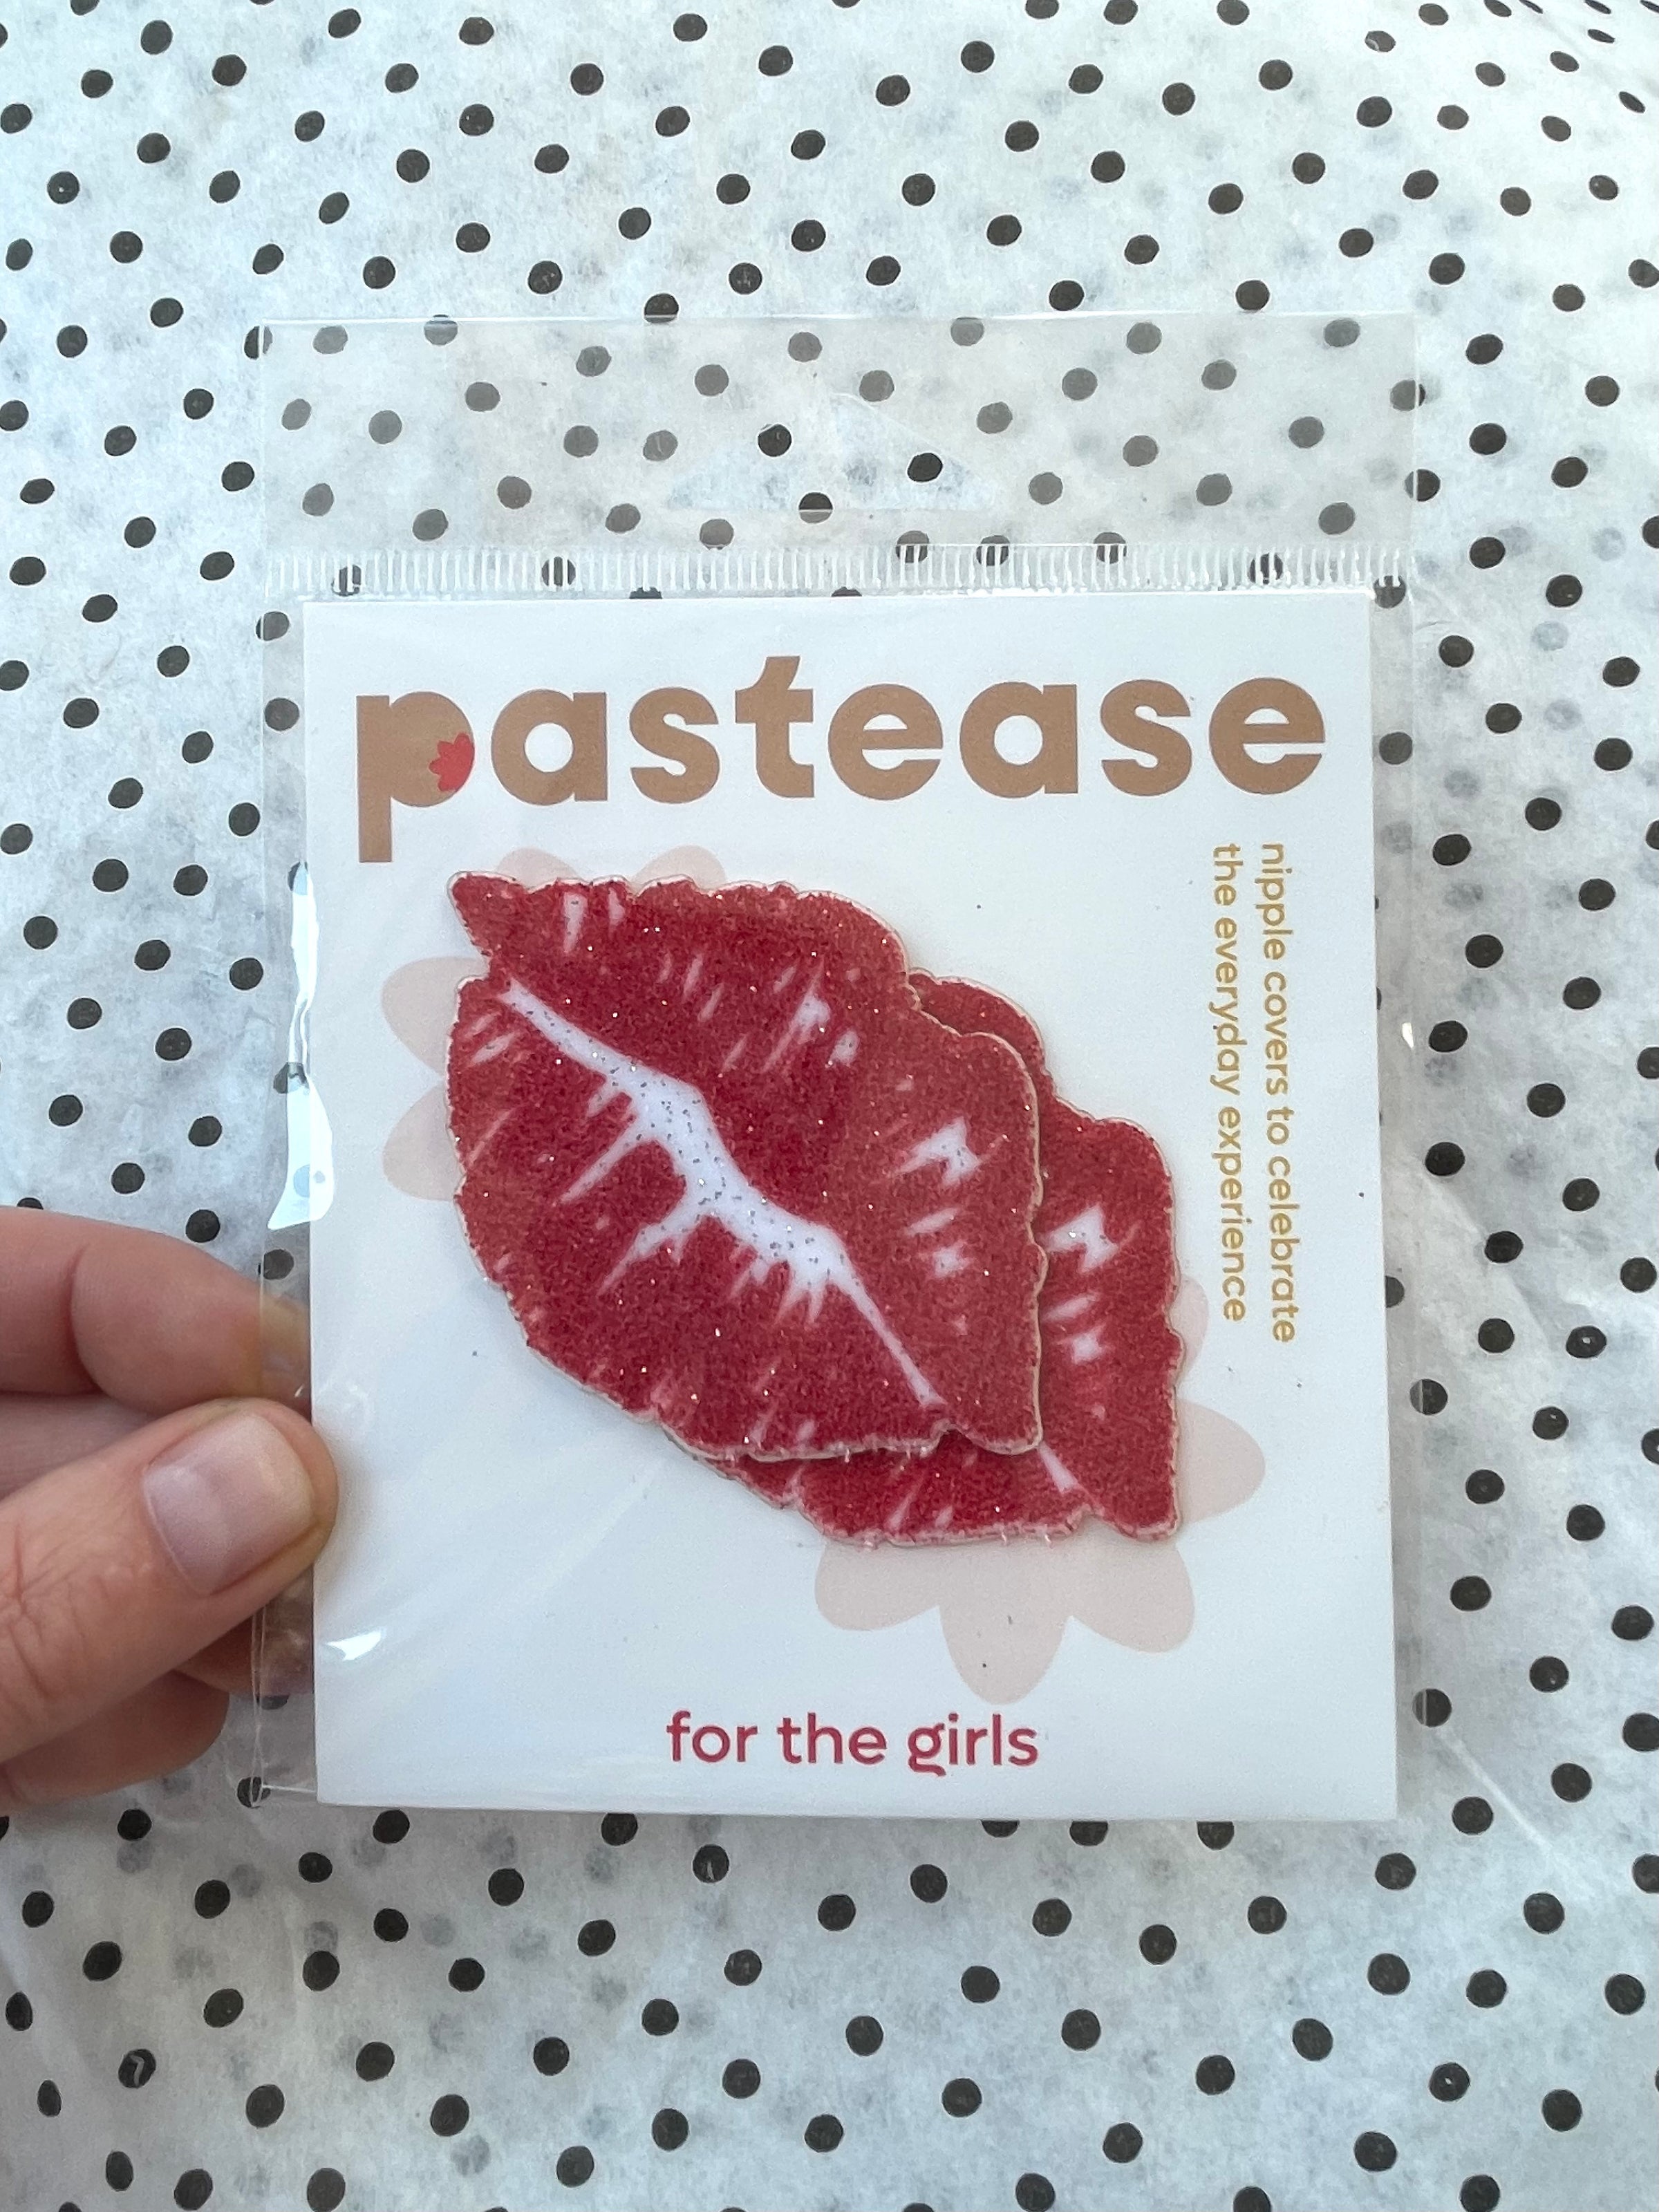 pastease
nipple covers to celebrate
the everyday experience
for the girls